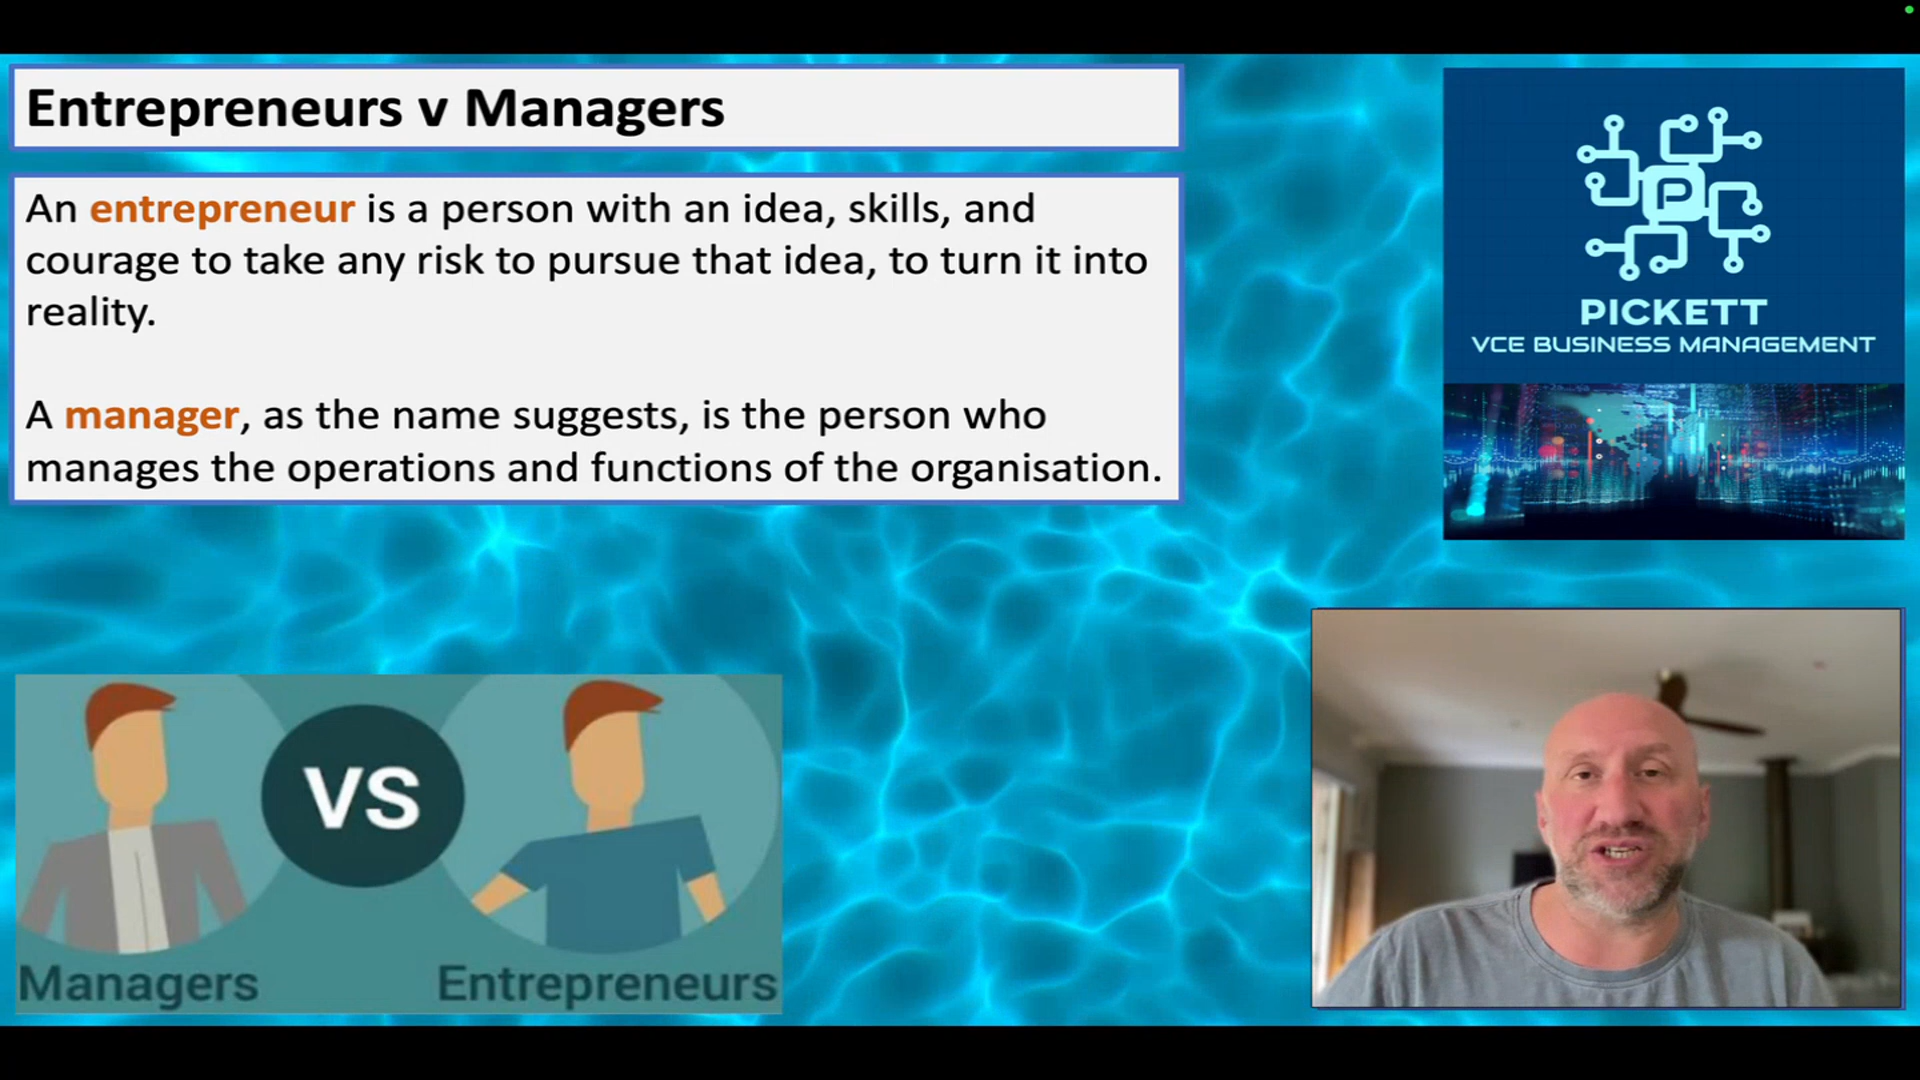 Entrepreneurs v Managers
An entrepreneur is a person with an idea, skills, and
courage to take any risk to pursue that idea, to turn it into
reality.
A manager, as the name suggests, is the person who
manages the operations and functions of the organisation.
P
PICKETT
VCE BUSINESS MANAGEMENT
VS
Managers
Entrepreneurs